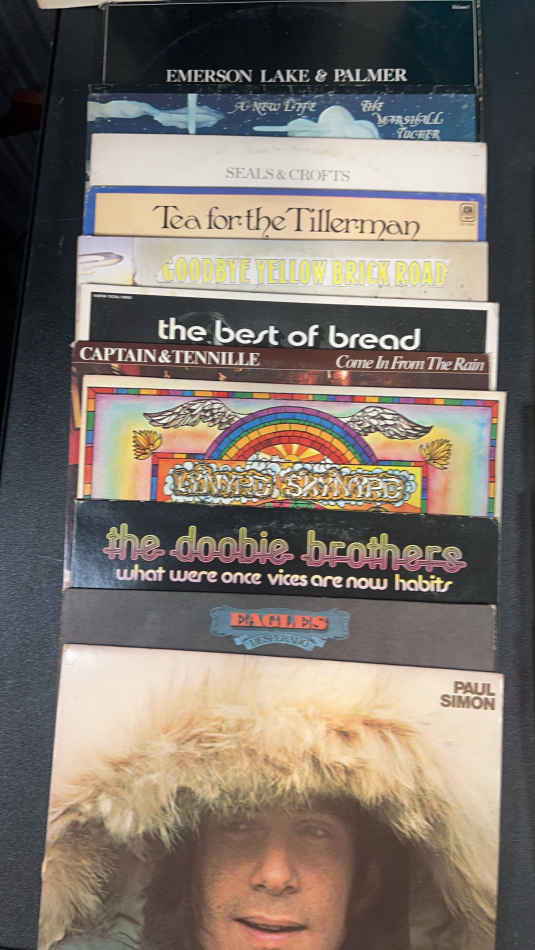 EMERSON LAKE & PALMER
A NEW LIFE THE
MARSHALL
TUCKER
SEALS & CROFTS
Tea for the Tillerman
GOODBYE YELLOW BRICK ROAD
the best of bread
CAPTAIN & TENNILLE Come In From The Rain
LYNYRD SKYNYRD
the doobie brothers
what were once vices are now habits
EAGLES
DESPERADO
PAUL
SIMON